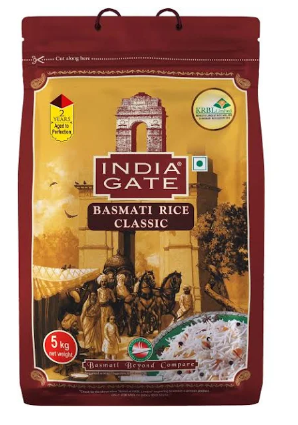 Cut along here
2
YEARS
Aged to
Perfection
KRBL Limited
INDIA®
GATE
BASMATI RICE
CLASSIC
5 kg
net weight
Basmati Beyond Compare